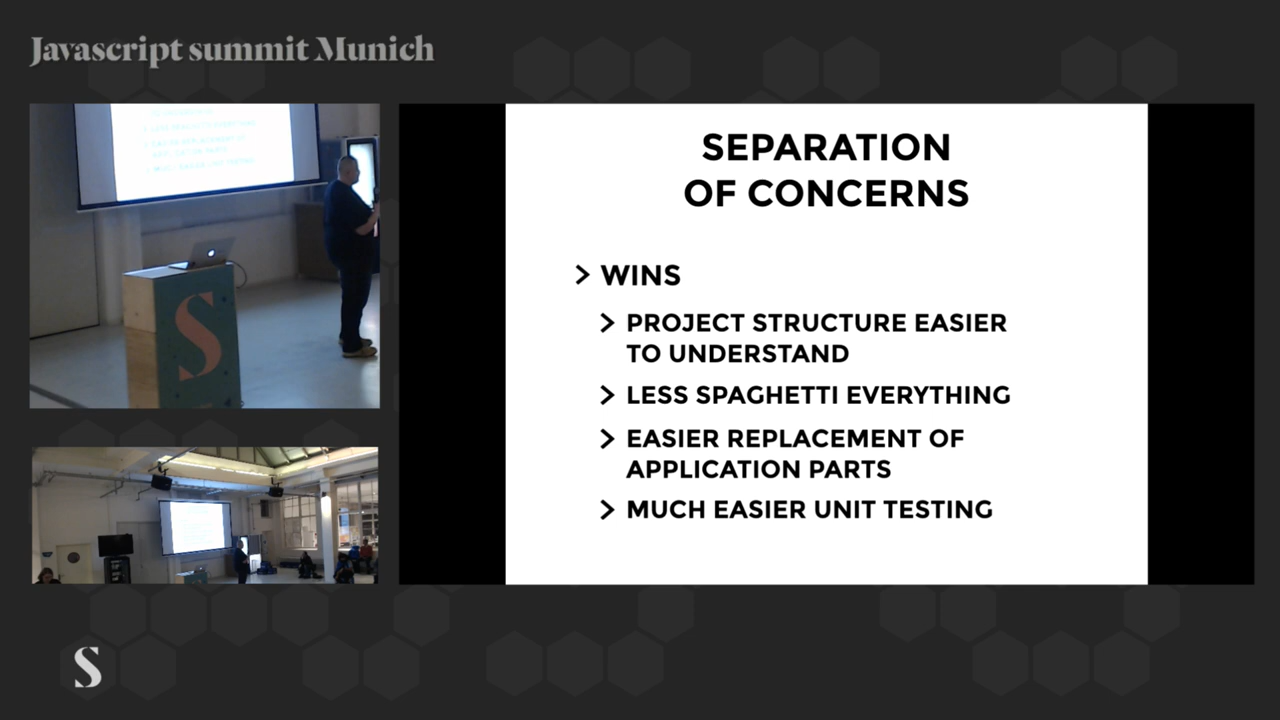 Javascript summit Munich
SEPARATION
OF CONCERNS
> WINS
> PROJECT STRUCTURE EASIER
TO UNDERSTAND
> LESS SPAGHETTI EVERYTHING
> EASIER REPLACEMENT OF
APPLICATION PARTS
> MUCH EASIER UNIT TESTING
S
S